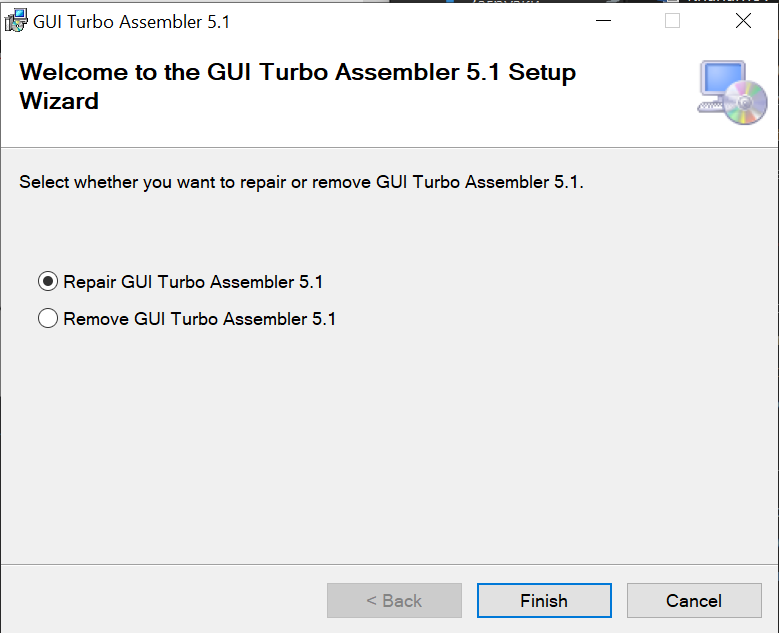 GUI Turbo Assembler 5.1
Welcome to the GUI Turbo Assembler 5.1 Setup
Wizard
Select whether you want to repair or remove GUI Turbo Assembler 5.1.
Repair GUI Turbo Assembler 5.1
Remove GUI Turbo Assembler 5.1
< Back
Finish
Cancel